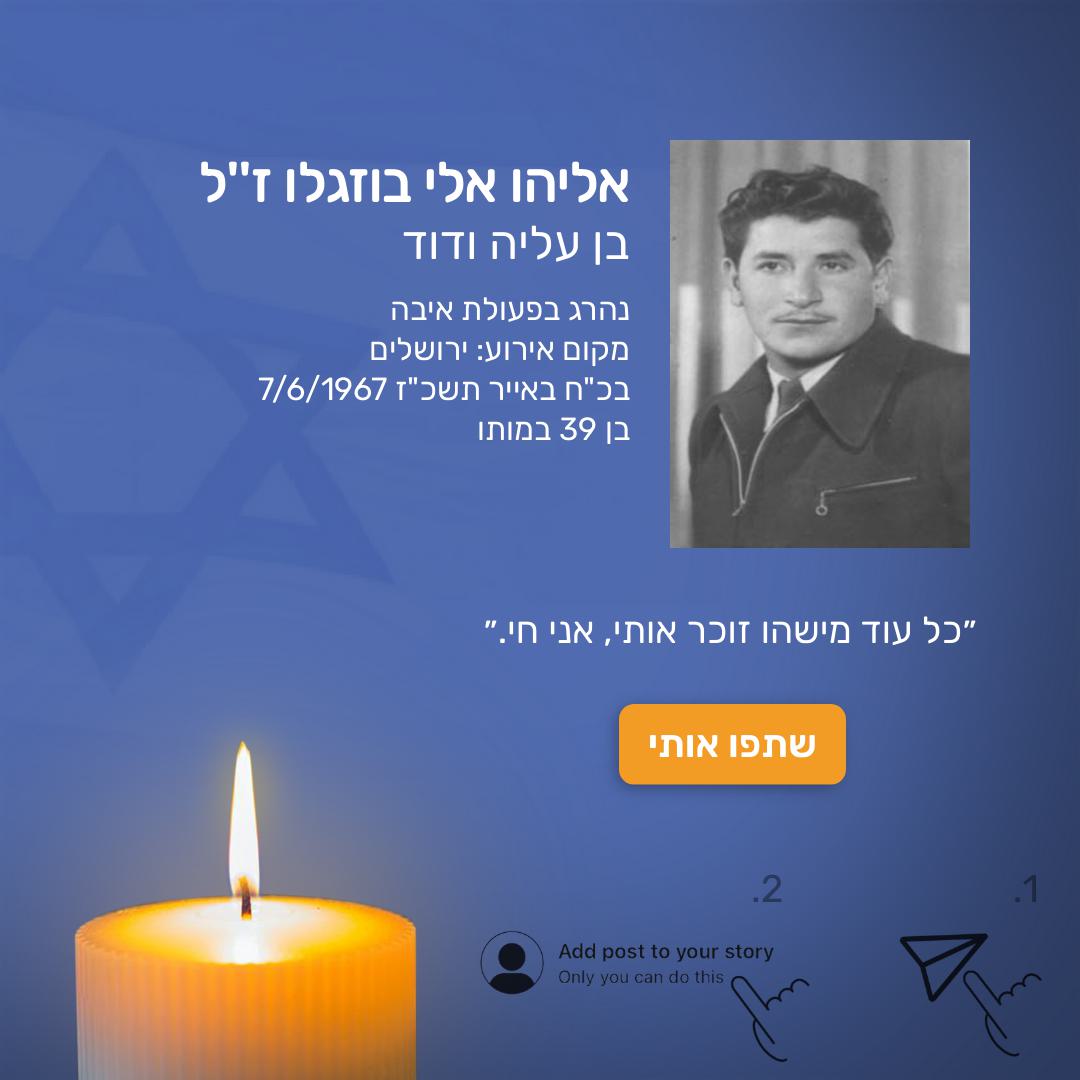 אליהו אלי בוזגלו ז"ל
בן עליה ודוד
נהרג בפעולת איבה
מקום אירוע: ירושלים
בכ"ח באייר תשכ"ז 7/6/1967
בן 39 במותו
״כל עוד מישהו זוכר אותי, אני חי.״
שתפו אותי
1.
2.
Add post to your story
Only you can do this